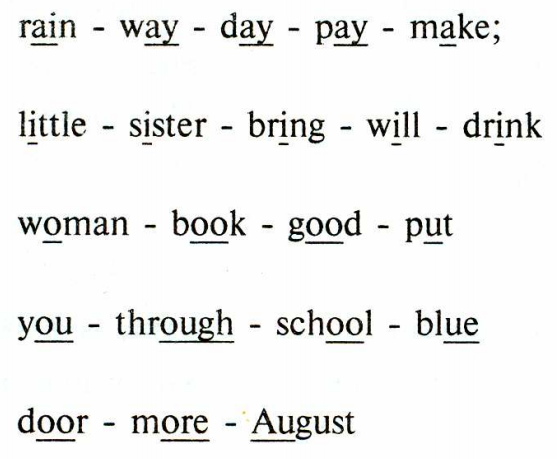 rain - way - day - pay - make;
little - sister - bring - will - drink
woman - book - good - put
you - through - school - blue
door - more - August